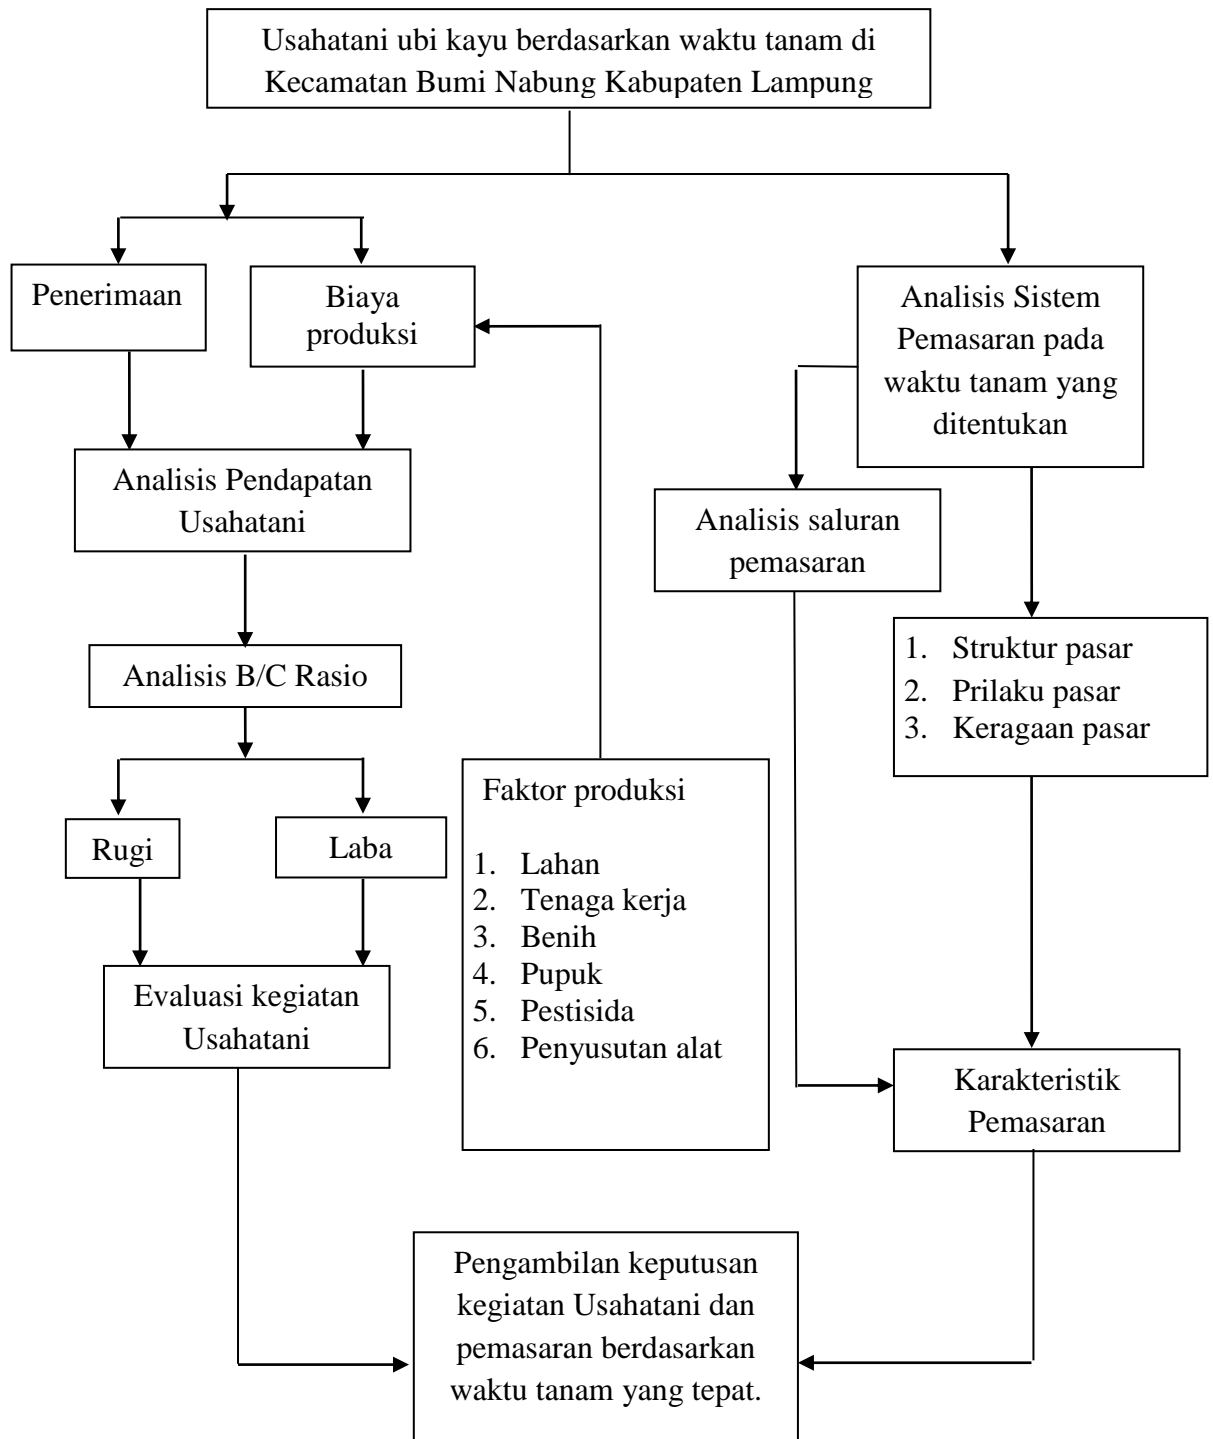 Usahatani ubi kayu berdasarkan waktu tanam di
Kecamatan Bumi Nabung Kabupaten Lampung
Penerimaan
Biaya
produksi
Analisis Sistem
Pemasaran pada
waktu tanam yang
ditentukan
Analisis Pendapatan
Usahatani
Analisis saluran
pemasaran
Analisis B/C Rasio
1. Struktur pasar
2. Prilaku pasar
3. Keragaan pasar
Rugi
Laba
Faktor produksi
1. Lahan
2. Tenaga kerja
3. Benih
4. Pupuk
5. Pestisida
6. Penyusutan alat
Evaluasi kegiatan
Usahatani
Karakteristik
Pemasaran
Pengambilan keputusan
kegiatan Usahatani dan
pemasaran berdasarkan
waktu tanam yang tepat.